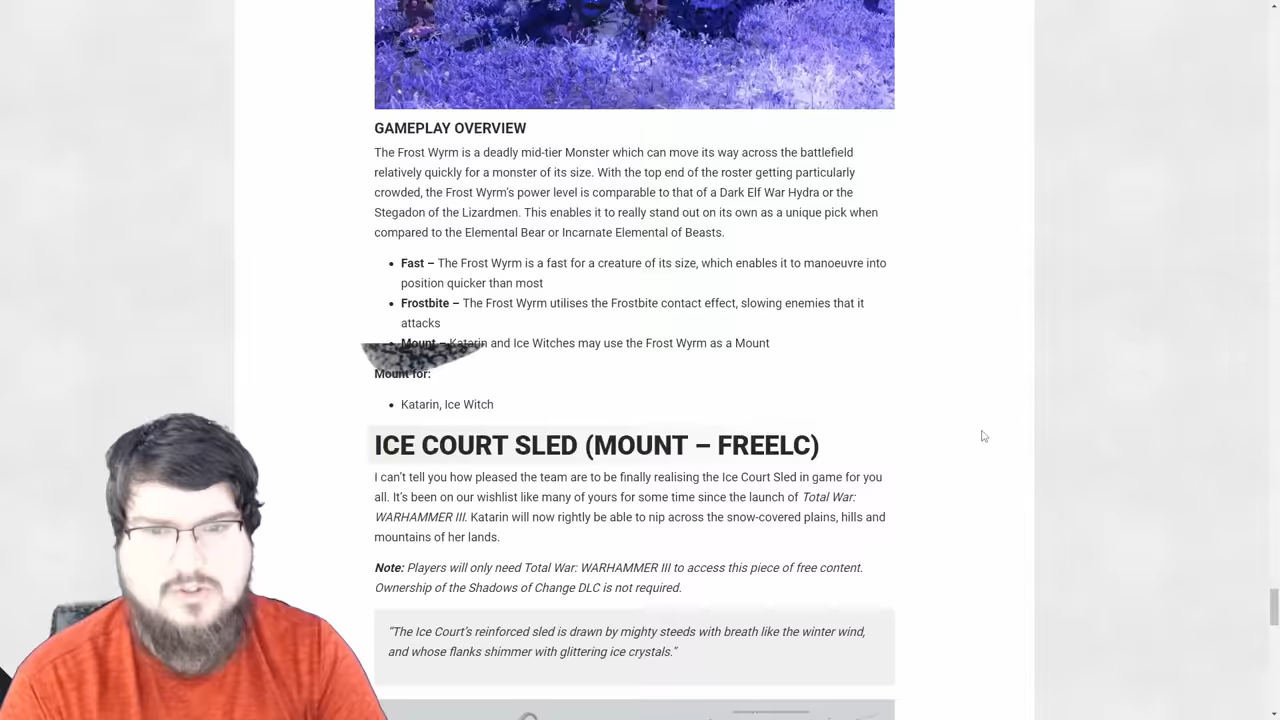 GAMEPLAY OVERVIEW
The Frost Wyrm is a deadly mid-tier Monster which can move its way across the battlefield
relatively quickly for a monster of its size. With the top end of the roster getting particularly
crowded, the Frost Wyrm's power level is comparable to that of a Dark Elf War Hydra or the
Stegadon of the Lizardmen. This enables it to really stand out on its own as a unique pick when
compared to the Elemental Bear or Incarnate Elemental of Beasts.
• Fast – The Frost Wyrm is a fast for a creature of its size, which enables it to manoeuvre into
position quicker than most
• Frostbite – The Frost Wyrm utilises the Frostbite contact effect, slowing enemies that it
attacks
• Mount – Katarin and Ice Witches may use the Frost Wyrm as a Mount
Mount for:
• Katarin, Ice Witch
ICE COURT SLED (MOUNT – FREELC)
I can't tell you how pleased the team are to be finally realising the Ice Court Sled in game for you
all. It's been on our wishlist like many of yours for some time since the launch of Total War:
WARHAMMER III. Katarin will now rightly be able to nip across the snow-covered plains, hills and
mountains of her lands.
Note: Players will only need Total War: WARHAMMER III to access this piece of free content.
Ownership of the Shadows of Change DLC is not required.
“The Ice Court's reinforced sled is drawn by mighty steeds with breath like the winter wind,
and whose flanks shimmer with glittering ice crystals.”